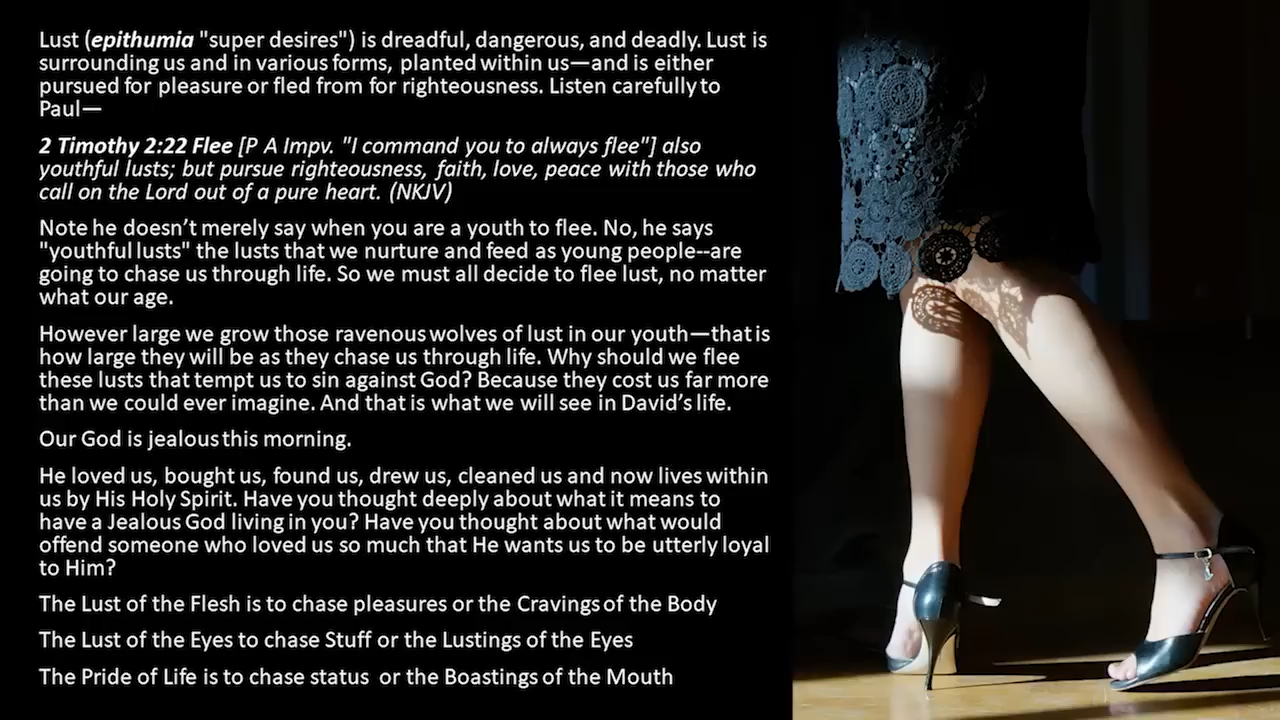 Lust (epithumia "super desires") is dreadful, dangerous, and deadly. Lust is
surrounding us and in various forms, planted within us—and is either
pursued for pleasure or fled from for righteousness. Listen carefully to
Paul—
2 Timothy 2:22 Flee [P A Impv. "I command you to always flee"] also
youthful lusts; but pursue righteousness, faith, love, peace with those who
call on the Lord out of a pure heart. (NKJV)
Note he doesn’t merely say when you are a youth to flee. No, he says
"youthful lusts" the lusts that we nurture and feed as young people--are
going to chase us through life. So we must all decide to flee lust, no matter
what our age.
However large we grow those ravenous wolves of lust in our youth—that is
how large they will be as they chase us through life. Why should we flee
these lusts that tempt us to sin against God? Because they cost us far more
than we could ever imagine. And that is what we will see in David’s life.
Our God is jealous this morning.
He loved us, bought us, found us, drew us, cleaned us and now lives within
us by His Holy Spirit. Have you thought deeply about what it means to
have a Jealous God living in you? Have you thought about what would
offend someone who loved us so much that He wants us to be utterly loyal
to Him?
The Lust of the Flesh is to chase pleasures or the Cravings of the Body
The Lust of the Eyes to chase Stuff or the Lustings of the Eyes
The Pride of Life is to chase status or the Boastings of the Mouth